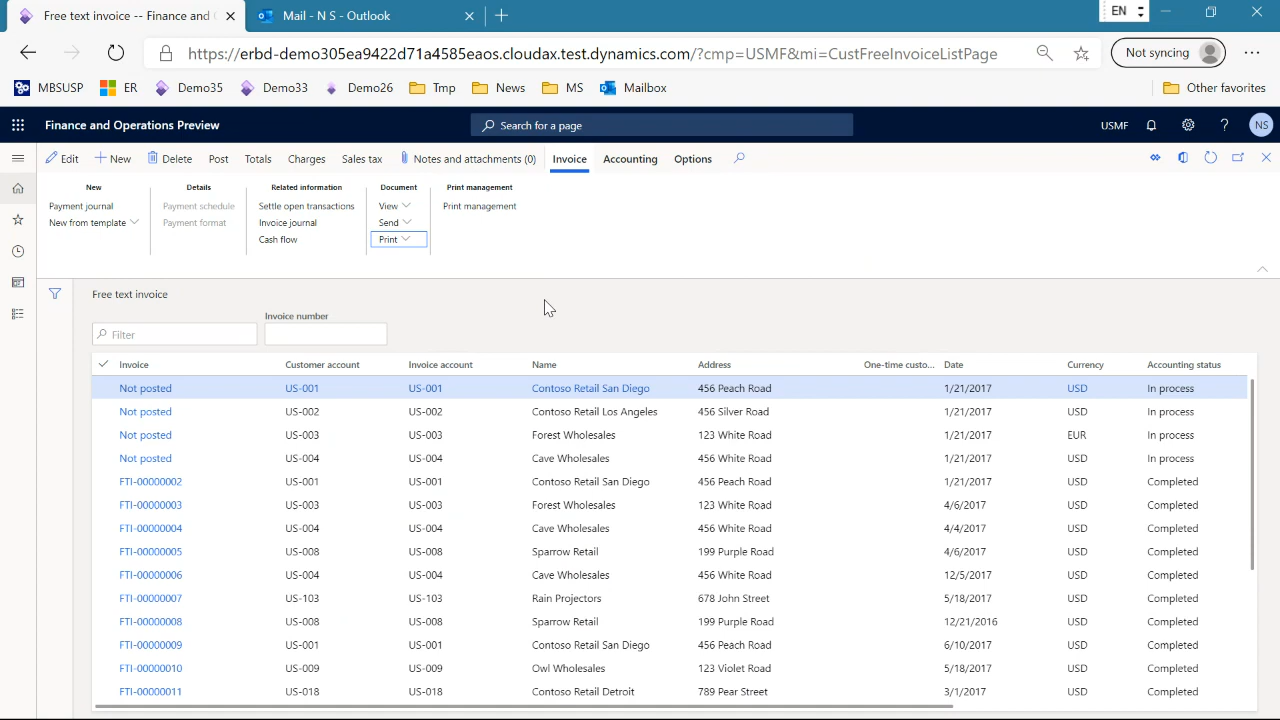 Free text invoice -- Finance and
Mail - N S - Outlook
EN
https://erbd-demo305ea9422d71a4585eaos.cloudax.test.dynamics.com/?cmp=USMF&mi=CustFreeInvoiceListPage
Not syncing
MBSUSP
ER
Demo35
Demo33
Demo26
Tmp
News
MS
Mailbox
Other favorites
Finance and Operations Preview
Search for a page
USMF
NS
Edit
New
Delete
Post
Totals
Charges
Sales tax
Notes and attachments (0)
Invoice
Accounting
Options
New
Payment journal
New from template
Details
Payment schedule
Payment format
Related information
Settle open transactions
Invoice journal
Cash flow
Document
View
Send
Print
Print management
Print management
Free text invoice
Invoice number
Filter
Invoice Customer account Invoice account Name Address One-time custo... Date Currency Accounting status
Not posted US-001 US-001 Contoso Retail San Diego 456 Peach Road 1/21/2017 USD In process
Not posted US-002 US-002 Contoso Retail Los Angeles 456 Silver Road 1/21/2017 USD In process
Not posted US-003 US-003 Forest Wholesales 123 White Road 1/21/2017 EUR In process
Not posted US-004 US-004 Cave Wholesales 456 White Road 1/21/2017 USD In process
FTI-00000002 US-001 US-001 Contoso Retail San Diego 456 Peach Road 1/21/2017 USD Completed
FTI-00000003 US-003 US-003 Forest Wholesales 123 White Road 4/6/2017 USD Completed
FTI-00000004 US-004 US-004 Cave Wholesales 456 White Road 4/4/2017 USD Completed
FTI-00000005 US-008 US-008 Sparrow Retail 199 Purple Road 4/6/2017 USD Completed
FTI-00000006 US-004 US-004 Cave Wholesales 456 White Road 12/5/2017 USD Completed
FTI-00000007 US-103 US-103 Rain Projectors 678 John Street 5/18/2017 USD Completed
FTI-00000008 US-008 US-008 Sparrow Retail 199 Purple Road 12/21/2016 USD Completed
FTI-00000009 US-001 US-001 Contoso Retail San Diego 456 Peach Road 6/10/2017 USD Completed
FTI-00000010 US-009 US-009 Owl Wholesales 123 Violet Road 5/18/2017 USD Completed
FTI-00000011 US-018 US-018 Contoso Retail Detroit 789 Pear Street 3/1/2017 USD Completed